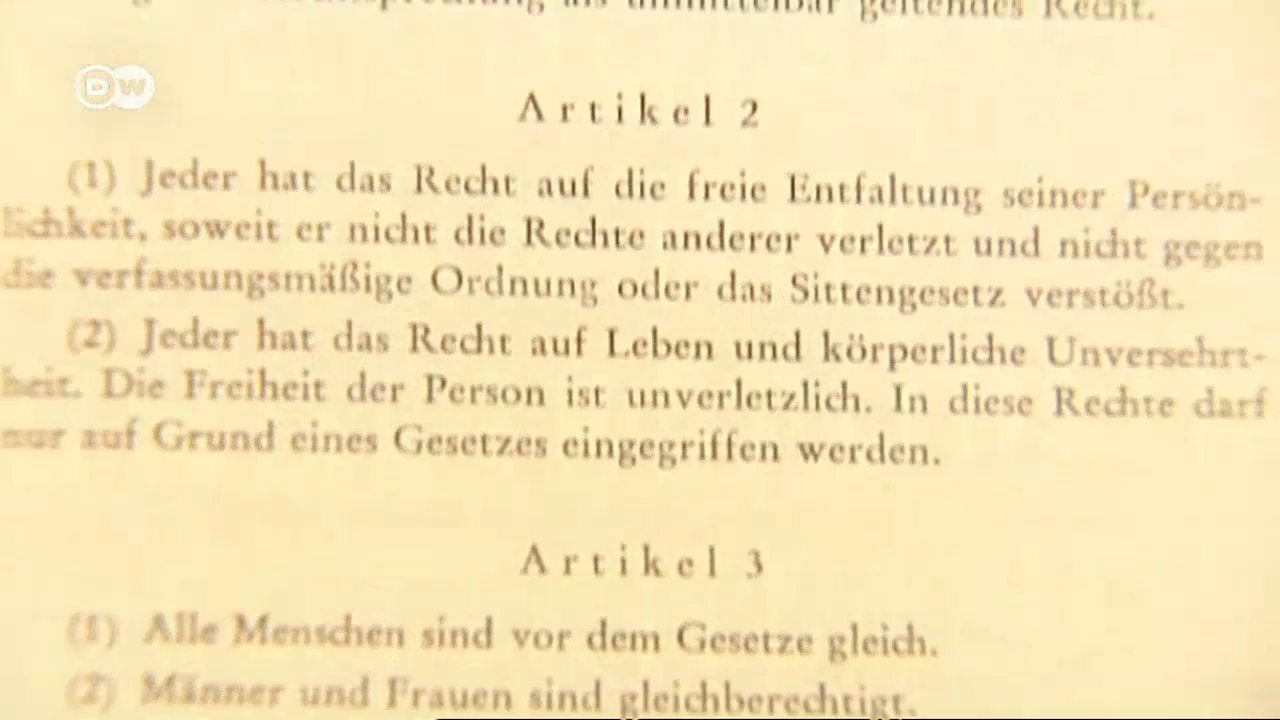 als unmittelbar geltendes Recht.
DW
Artikel 2
(1) Jeder hat das Recht auf die freie Entfaltung seiner Persön-
lichkeit, soweit er nicht die Rechte anderer verletzt und nicht gegen
die verfassungsmäßige Ordnung oder das Sittengesetz verstößt.
(2) Jeder hat das Recht auf Leben und körperliche Unversehrt-
heit. Die Freiheit der Person ist unverletzlich. In diese Rechte darf
nur auf Grund eines Gesetzes eingegriffen werden.
Artikel 3
(1) Alle Menschen sind vor dem Gesetze gleich.
(2) Männer und Frauen sind gleichberechtigt.